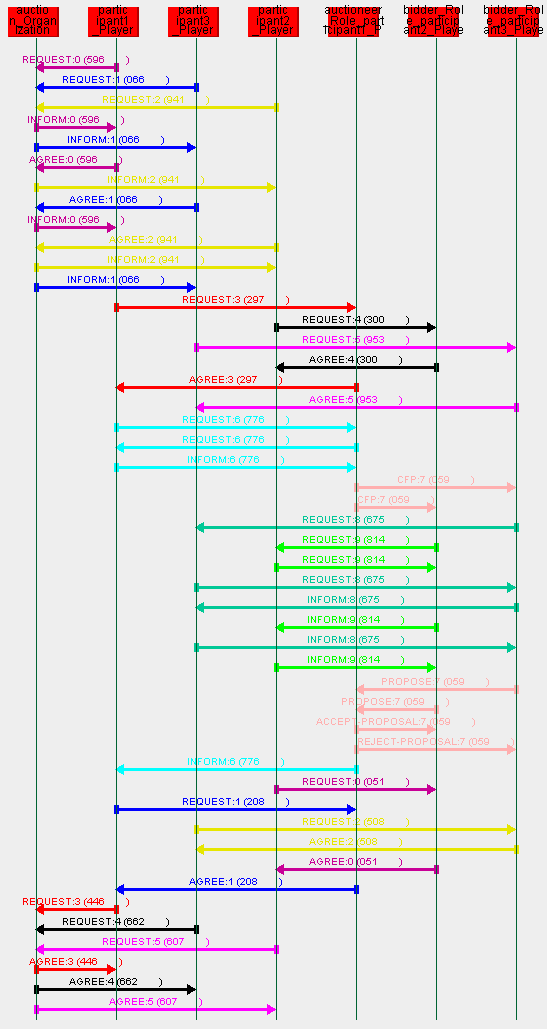 auctio
n_Organ
ization
partic
ipant1
_Player
partic
ipant3
_Player
partic
ipant2
_Player
auctioneer
_Role_part
icipant1_P
bidder_Rol
e_particip
ant2_Playe
bidder_Rol
e_particip
ant3_Playe
REQUEST:0 (596 )
REQUEST:1 (066 )
REQUEST:2 (941 )
INFORM:0 (596 )
INFORM:1 (066 )
AGREE:0 (596 )
INFORM:2 (941 )
AGREE:1 (066 )
INFORM:0 (596 )
AGREE:2 (941 )
INFORM:2 (941 )
INFORM:1 (066 )
REQUEST:3 (297 )
REQUEST:4 (300 )
REQUEST:5 (953 )
AGREE:4 (300 )
AGREE:3 (297 )
AGREE:5 (953 )
REQUEST:6 (776 )
REQUEST:6 (776 )
INFORM:6 (776 )
CFP:7 (059 )
CFP:7 (059 )
REQUEST:8 (675 )
REQUEST:9 (814 )
REQUEST:9 (814 )
REQUEST:8 (675 )
INFORM:8 (675 )
INFORM:9 (814 )
INFORM:8 (675 )
INFORM:9 (814 )
PROPOSE:7 (059 )
PROPOSE:7 (059 )
ACCEPT-PROPOSAL:7 (059 )
REJECT-PROPOSAL:7 (059 )
INFORM:6 (776 )
REQUEST:0 (051 )
REQUEST:1 (208 )
REQUEST:2 (508 )
AGREE:2 (508 )
AGREE:0 (051 )
AGREE:1 (208 )
REQUEST:3 (446 )
REQUEST:4 (662 )
REQUEST:5 (607 )
AGREE:3 (446 )
AGREE:4 (662 )
AGREE:5 (607 )